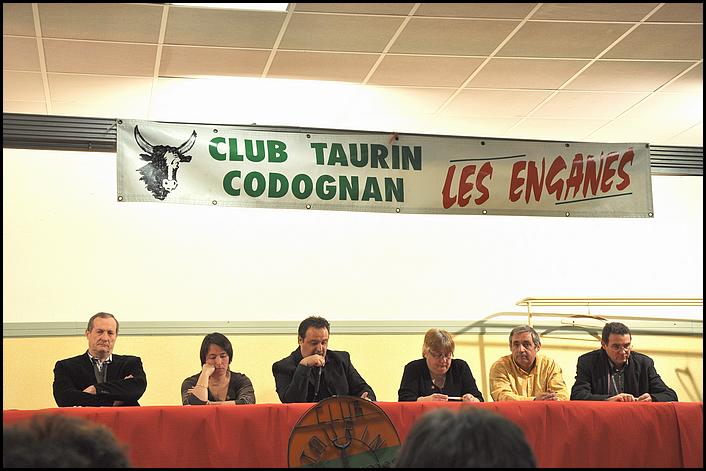 CLUB TAURIN
CODOGNAN
LES ENGANÉS